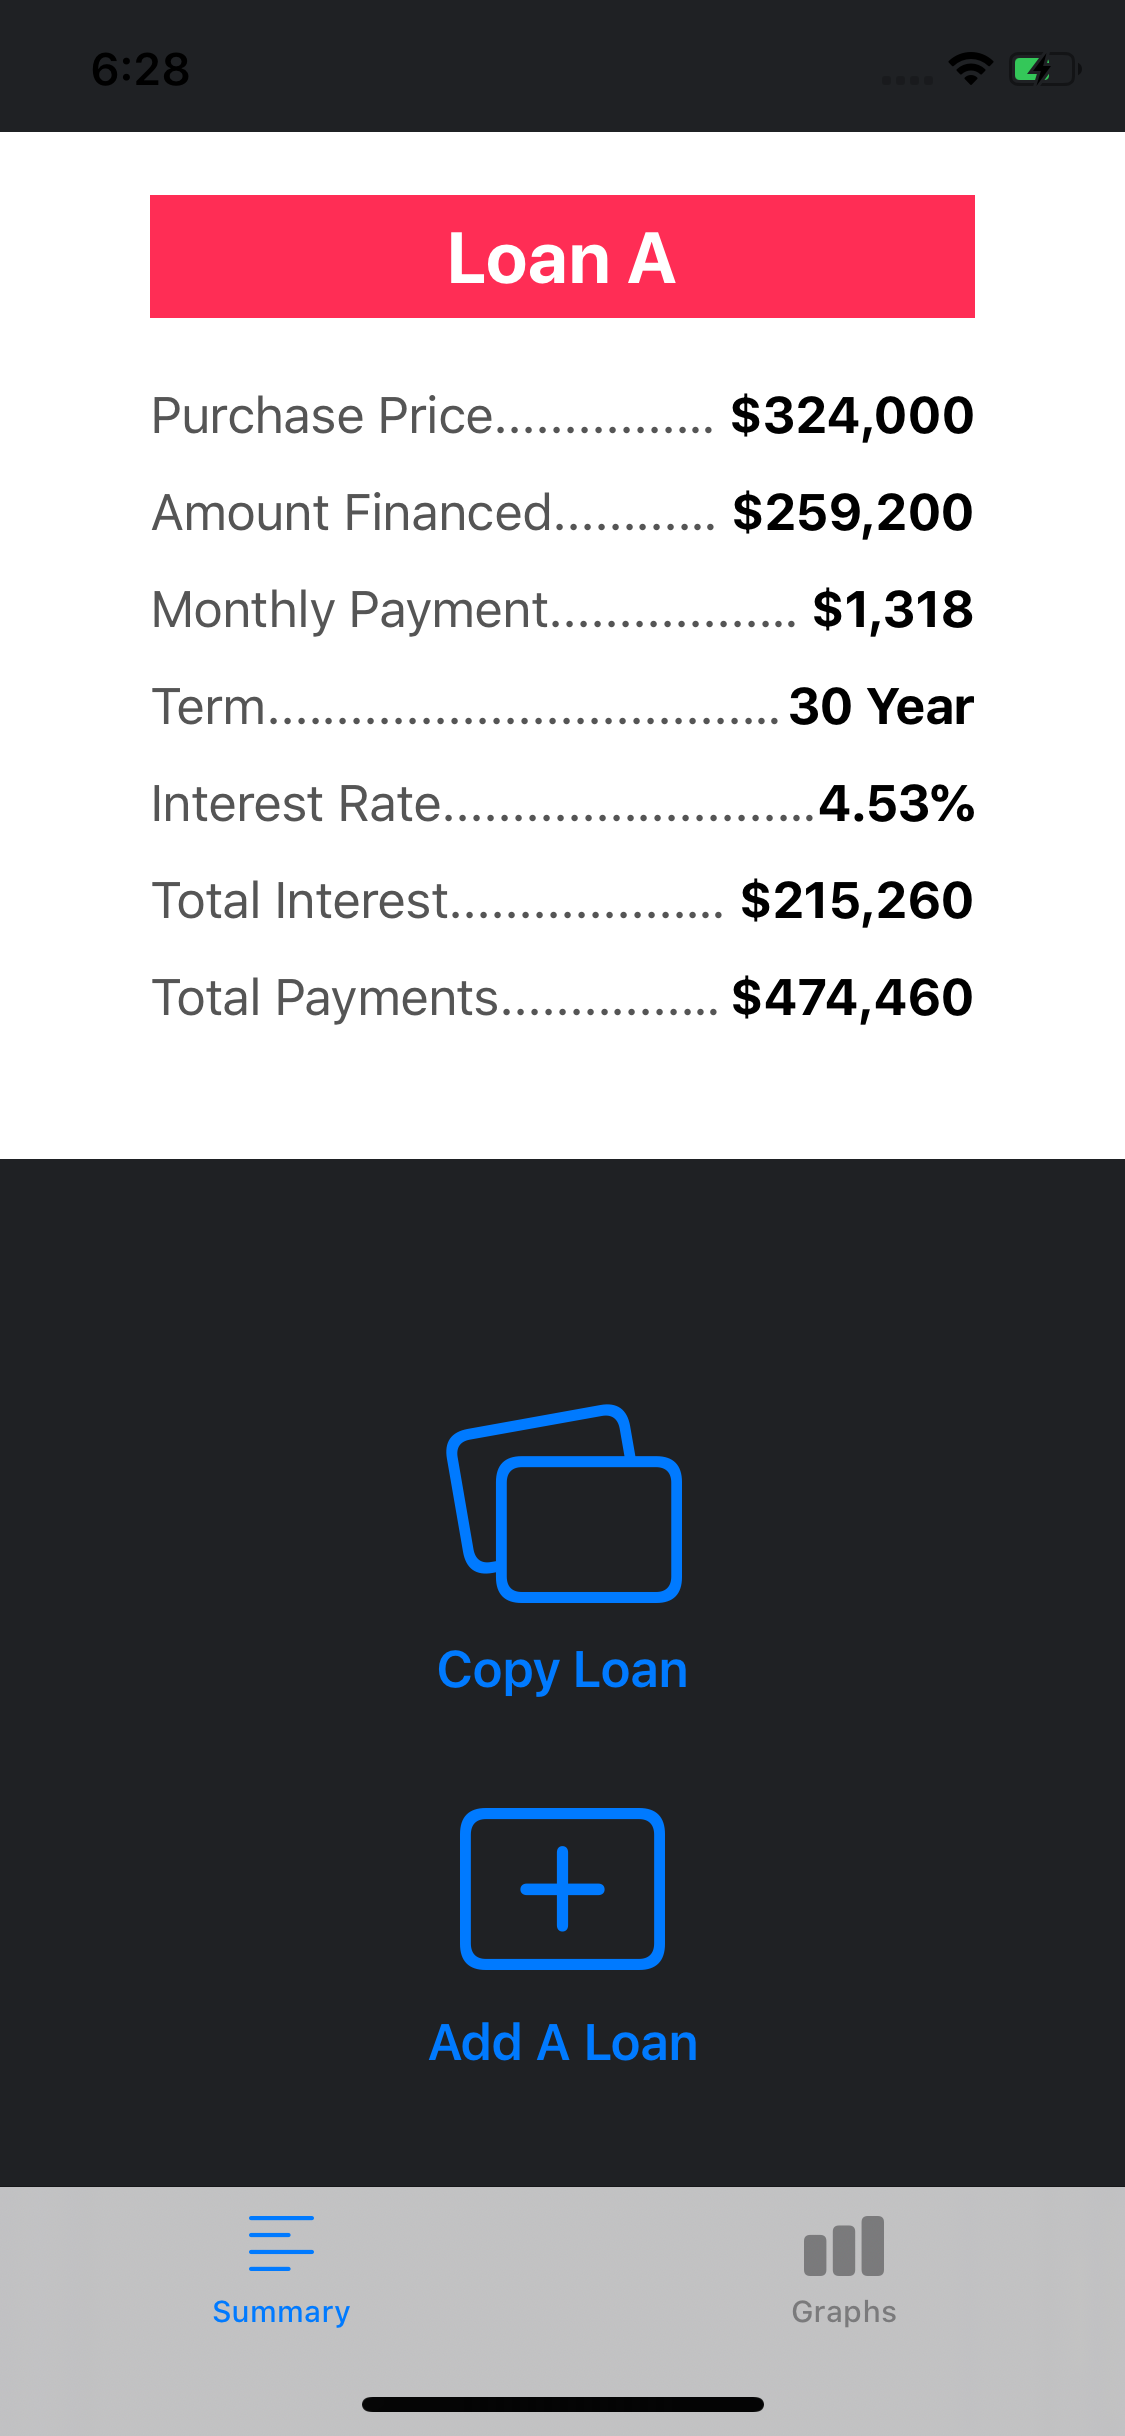 6:28
Loan A
Purchase Price................ $324,000
Amount Financed............ $259,200
Monthly Payment.................. $1,318
Term..................................... 30 Year
Interest Rate...........................4.53%
Total Interest.................... $215,260
Total Payments................ $474,460
Copy Loan
Add A Loan
Summary Graphs